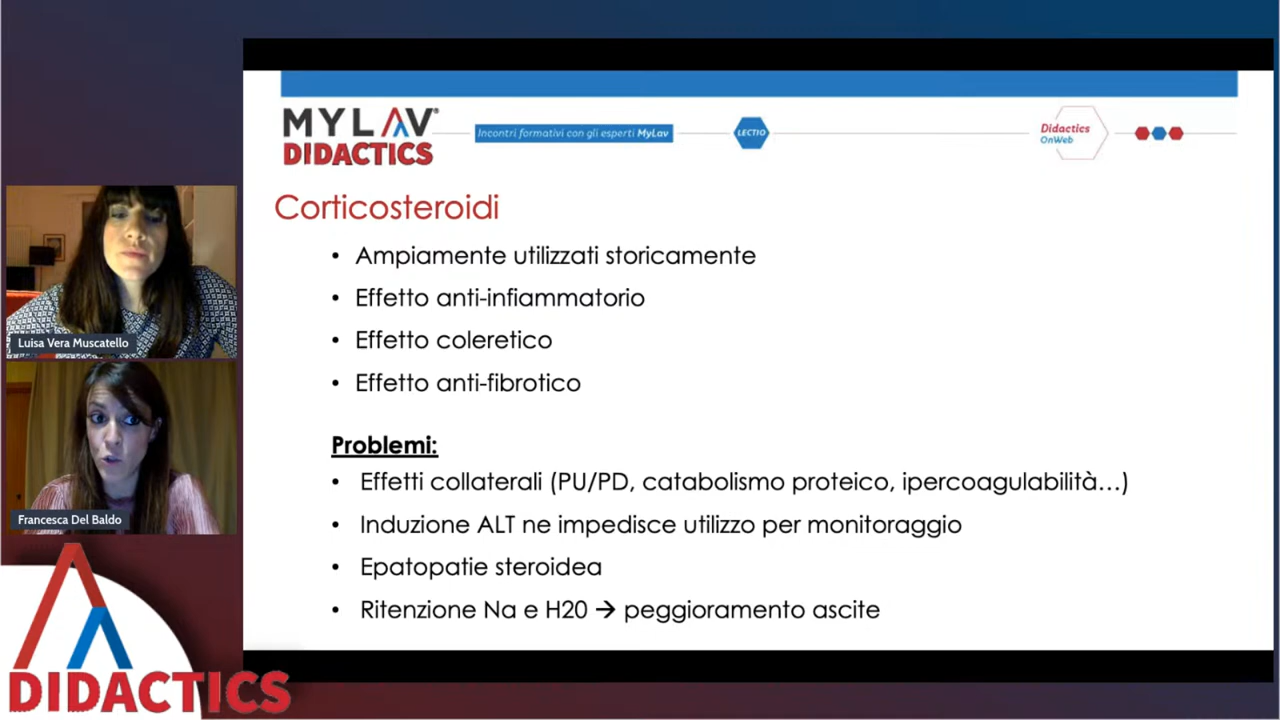 MYLAV®
DIDACTICS
Incontri formativi con gli esperti MyLav
LECTIO
Didactics
OnWeb
Corticosteroidi
• Ampiamente utilizzati storicamente
• Effetto anti-infiammatorio
• Effetto coleretico
• Effetto anti-fibrotico
Problemi:
• Effetti collaterali (PU/PD, catabolismo proteico, ipercoagulabilità…)
• Induzione ALT ne impedisce utilizzo per monitoraggio
• Epatopatie steroidea
• Ritenzione Na e H20 → peggioramento ascite
Luisa Vera Muscatello
Francesca Del Baldo
DIDACTICS